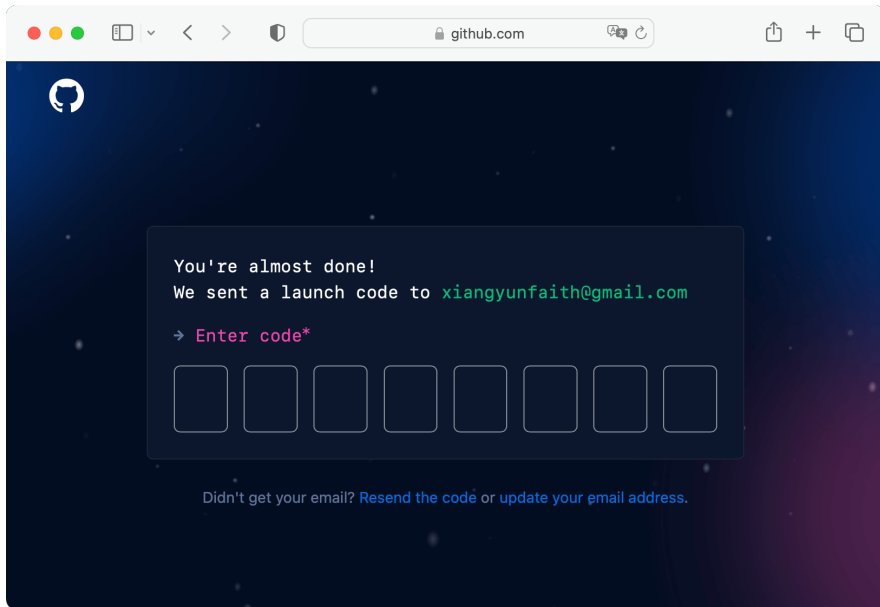 github.com
You're almost done!
We sent a launch code to xiangyunfaith@gmail.com
→ Enter code*
Didn't get your email? Resend the code or update your email address.